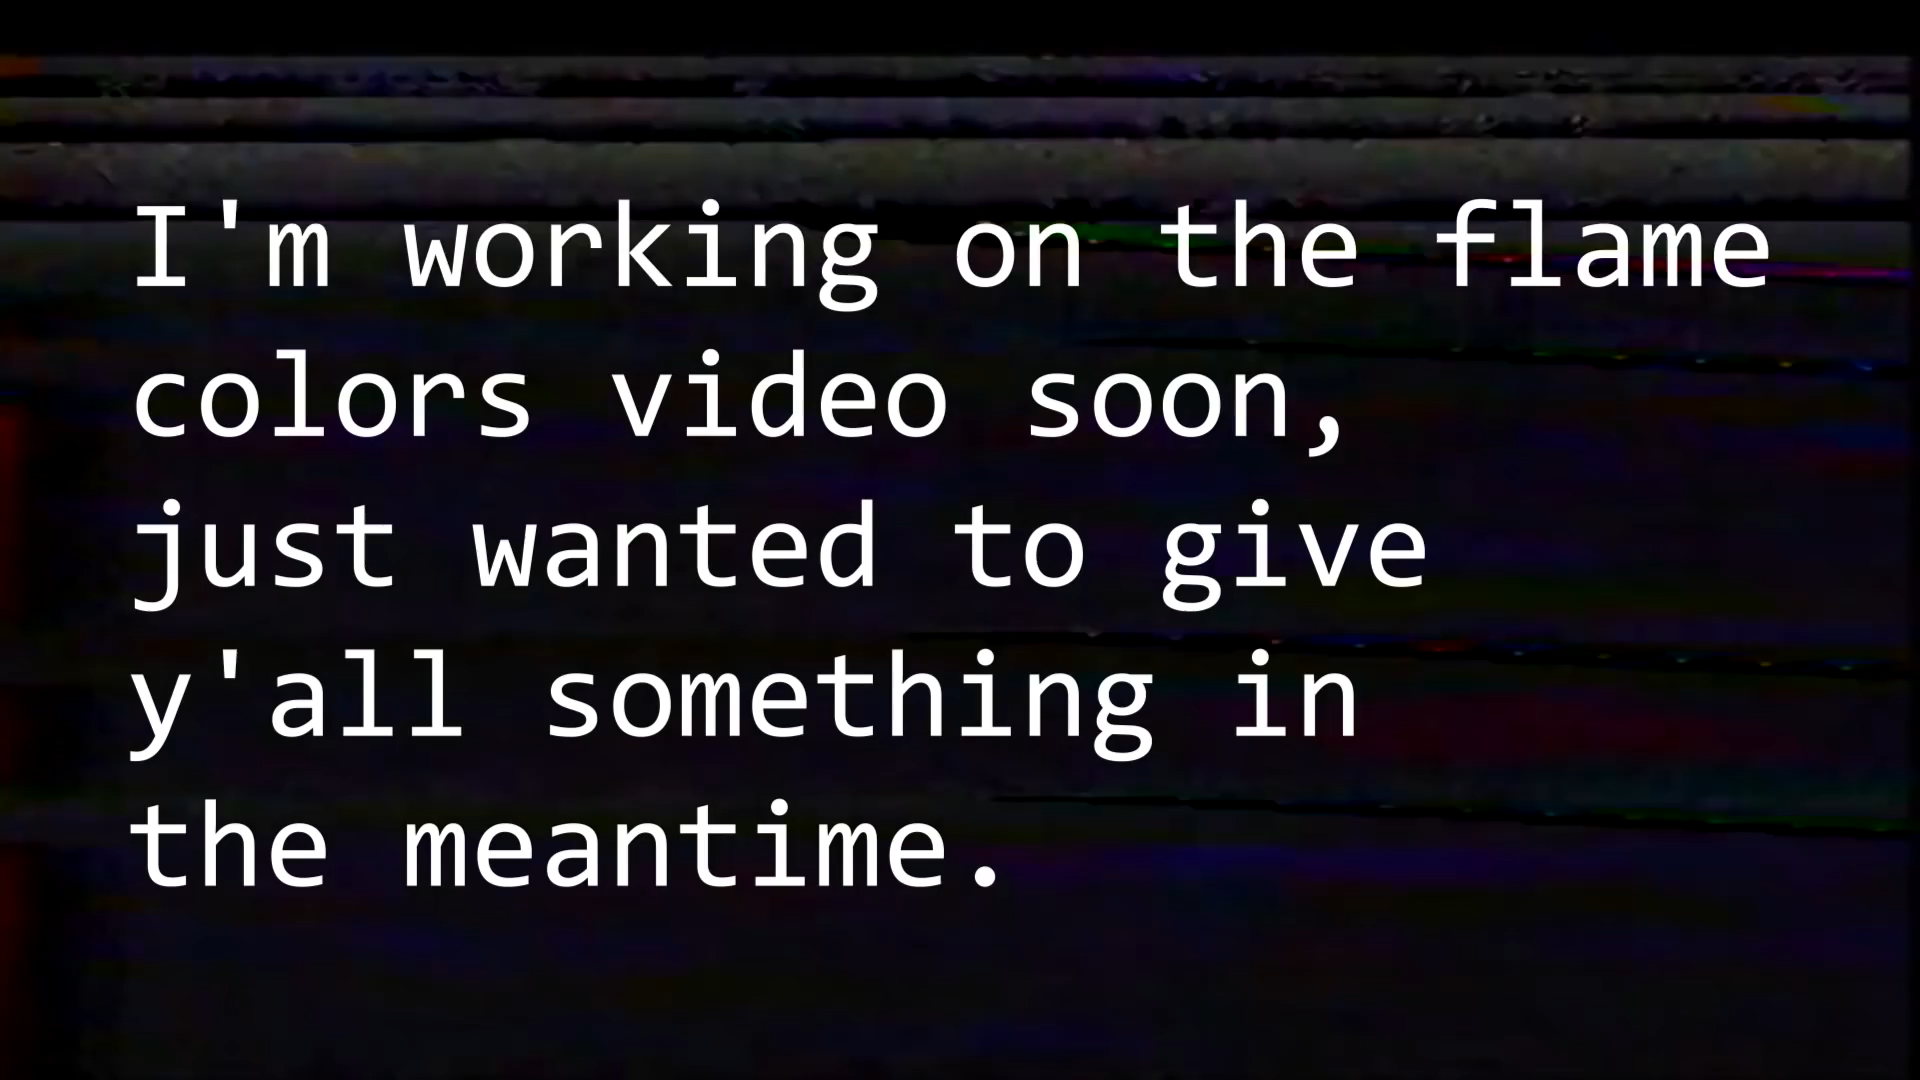 I'm working on the flame
colors video soon,
just wanted to give
y'all something in
the meantime.